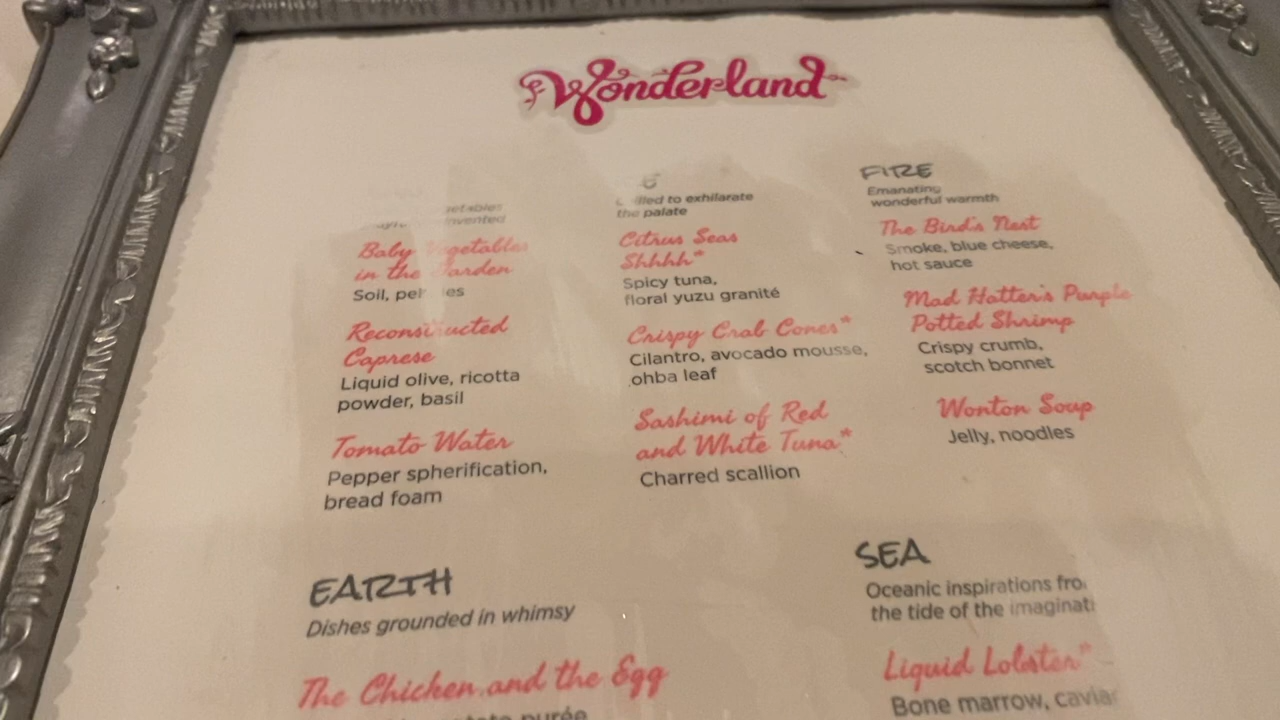 Wonderland
Baby Vegetables
in the Garden
Soil,
Reconstructed
Caprese
Liquid olive, ricotta
powder, basil
Tomato Water
Pepper spherification,
bread foam
to exhilarate
the palate
Citrus Seas
Shhhh*
Spicy tuna,
floral yuzu granité
Crispy Crab Cones*
Cilantro, avocado mousse,
ohba leaf
Sashimi of Red
and White Tuna*
Charred scallion
FIRE
Emanating
wonderful warmth
The Bird's Nest
Smoke, blue cheese,
hot sauce
Mad Hatter's Purple
Potted Shrimp
Crispy crumb,
scotch bonnet
Wonton Soup
Jelly, noodles
EARTH
Dishes grounded in whimsy
The Chicken and the Egg
purée
SEA
Oceanic inspirations fro
the tide of the imaginati
Liquid Lobster*
Bone marrow, caviar